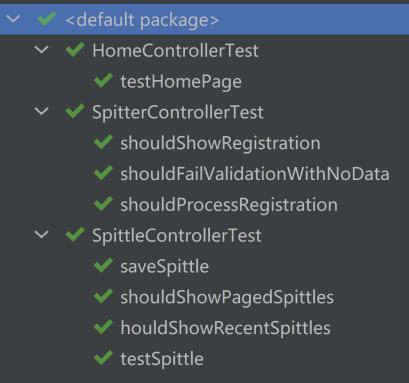 <default package>
HomeControllerTest
testHomePage
SpitterControllerTest
shouldShowRegistration
shouldFailValidationWithNoData
shouldProcessRegistration
SpittleControllerTest
saveSpittle
shouldShowPagedSpittles
houldShowRecentSpittles
testSpittle